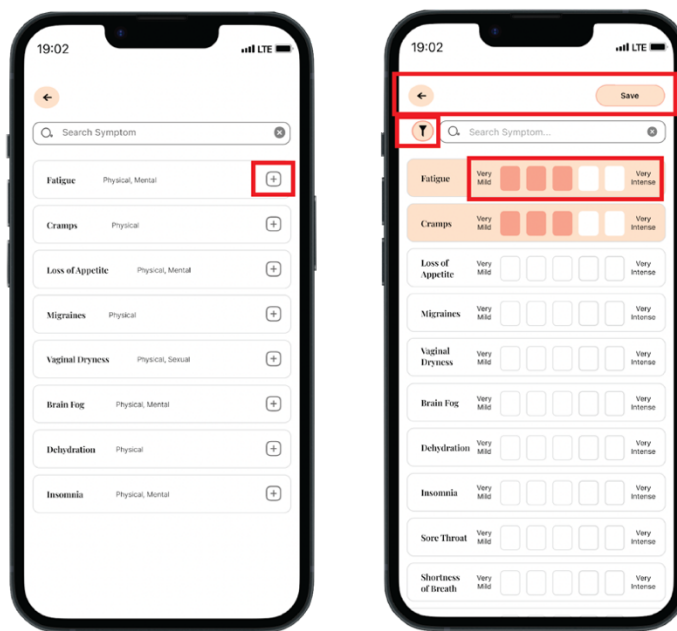 19:02
LTE
Search Symptom
Fatigue Physical, Mental
Cramps Physical
Loss of Appetite Physical, Mental
Migraines Physical
Vaginal Dryness Physical, Sexual
Brain Fog Physical, Mental
Dehydration Physical
Insomnia Physical, Mental
19:02
LTE
Save
Search Symptom...
Fatigue Very Mild Very Intense
Cramps Very Mild Very Intense
Loss of Appetite Very Mild Very Intense
Migraines Very Mild Very Intense
Vaginal Dryness Very Mild Very Intense
Brain Fog Very Mild Very Intense
Dehydration Very Mild Very Intense
Insomnia Very Mild Very Intense
Sore Throat Very Mild Very Intense
Shortness of Breath Very Mild Very Intense